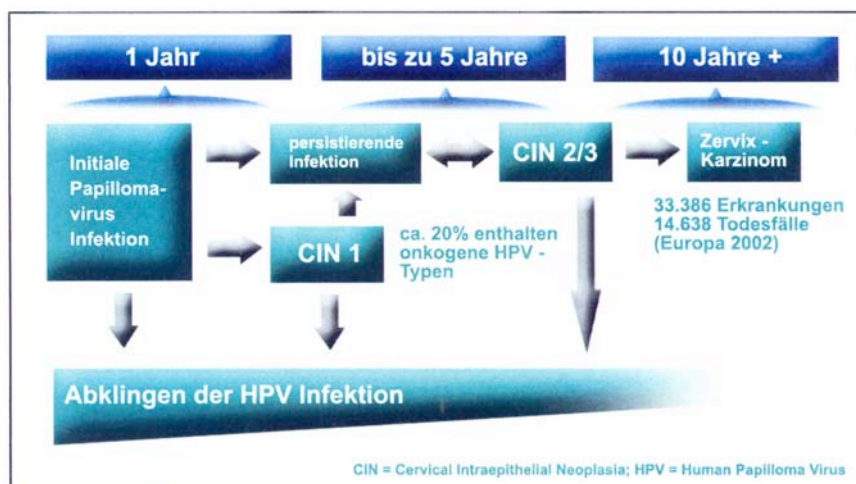 1 Jahr
bis zu 5 Jahre
10 Jahre +
Initiale
Papilloma-
virus
Infektion
persistierende
Infektion
CIN 2/3
Zervix -
Karzinom
33.386 Erkrankungen
14.638 Todesfälle
(Europa 2002)
CIN 1
ca. 20% enthalten
onkogene HPV -
Typen
Abklingen der HPV Infektion
CIN = Cervical Intraepithelial Neoplasia; HPV = Human Papilloma Virus